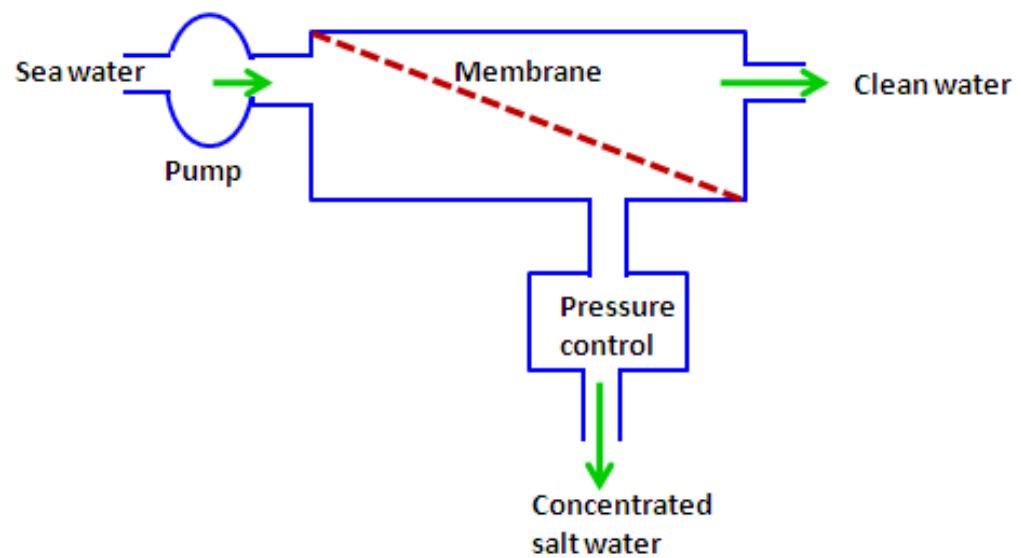 Sea water
Membrane
Clean water
Pump
Pressure
control
Concentrated
salt water